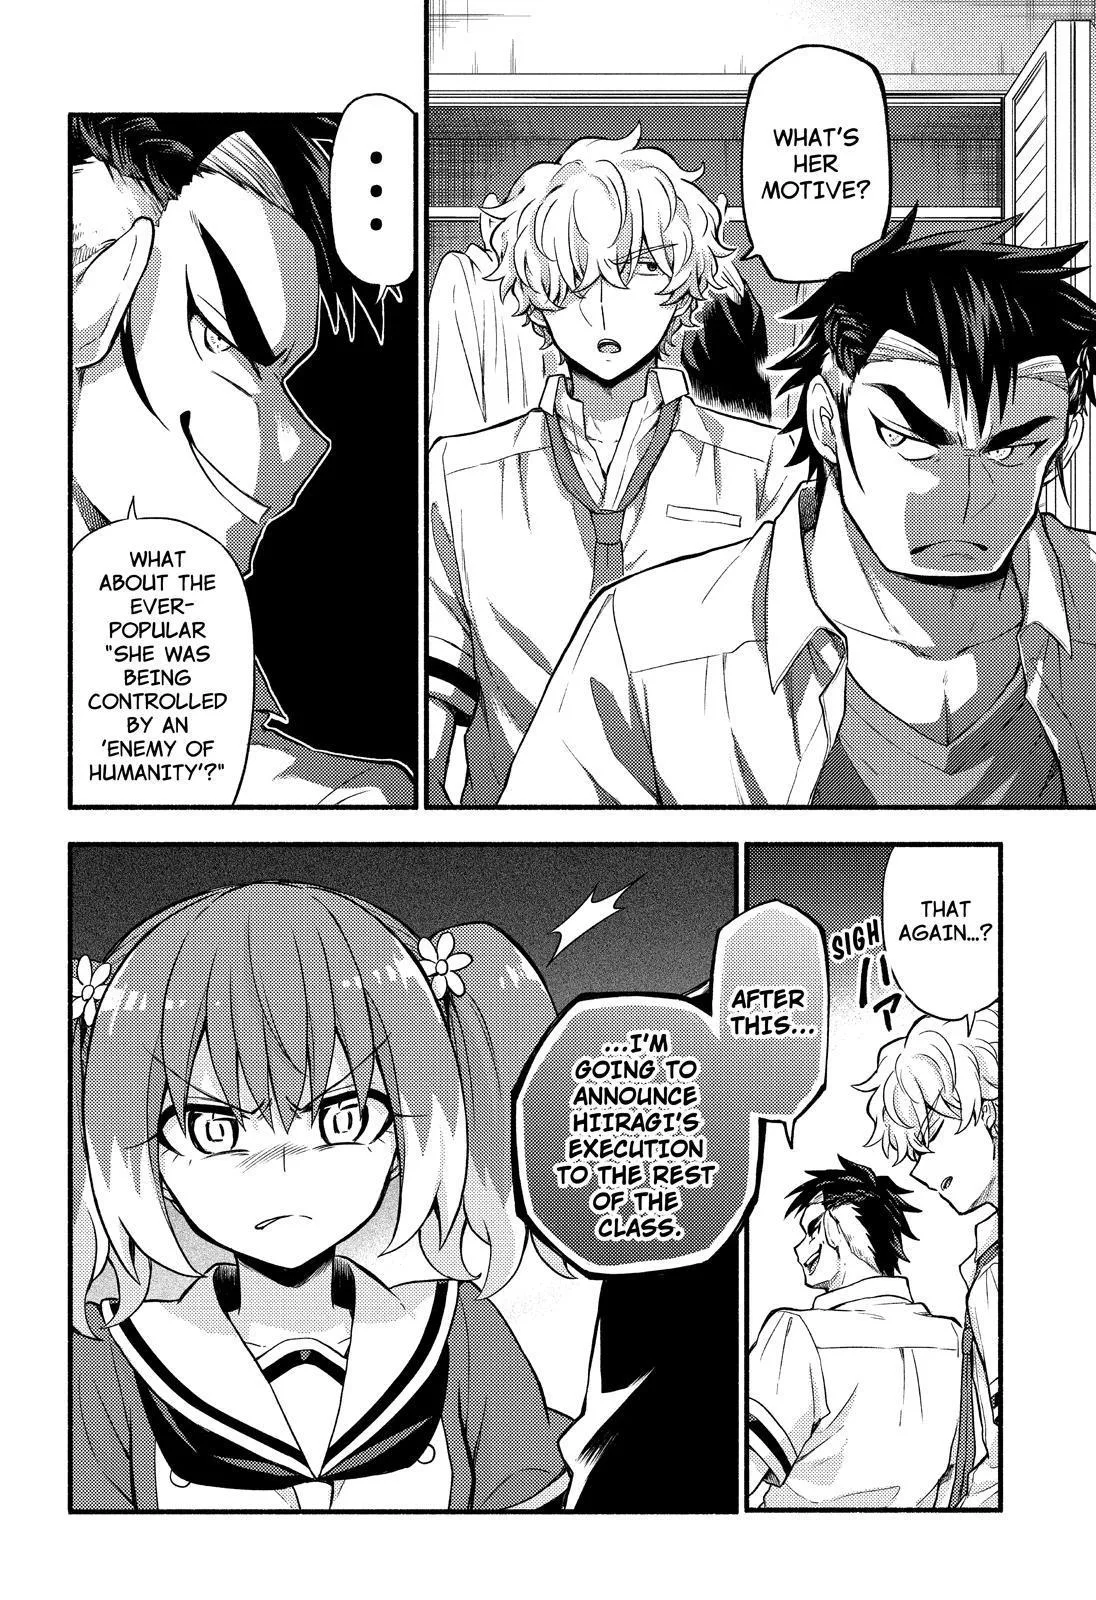 WHAT'S
HER
MOTIVE?
WHAT
ABOUT THE
EVER-
POPULAR
"SHE WAS
BEING
CONTROLLED
BY AN
'ENEMY OF
HUMANITY'?"
THAT
AGAIN...?
SIGH
ハァ
AFTER
THIS...
...I'M
GOING TO
ANNOUNCE
HIIRAGI'S
EXECUTION
TO THE REST
OF THE
CLASS.